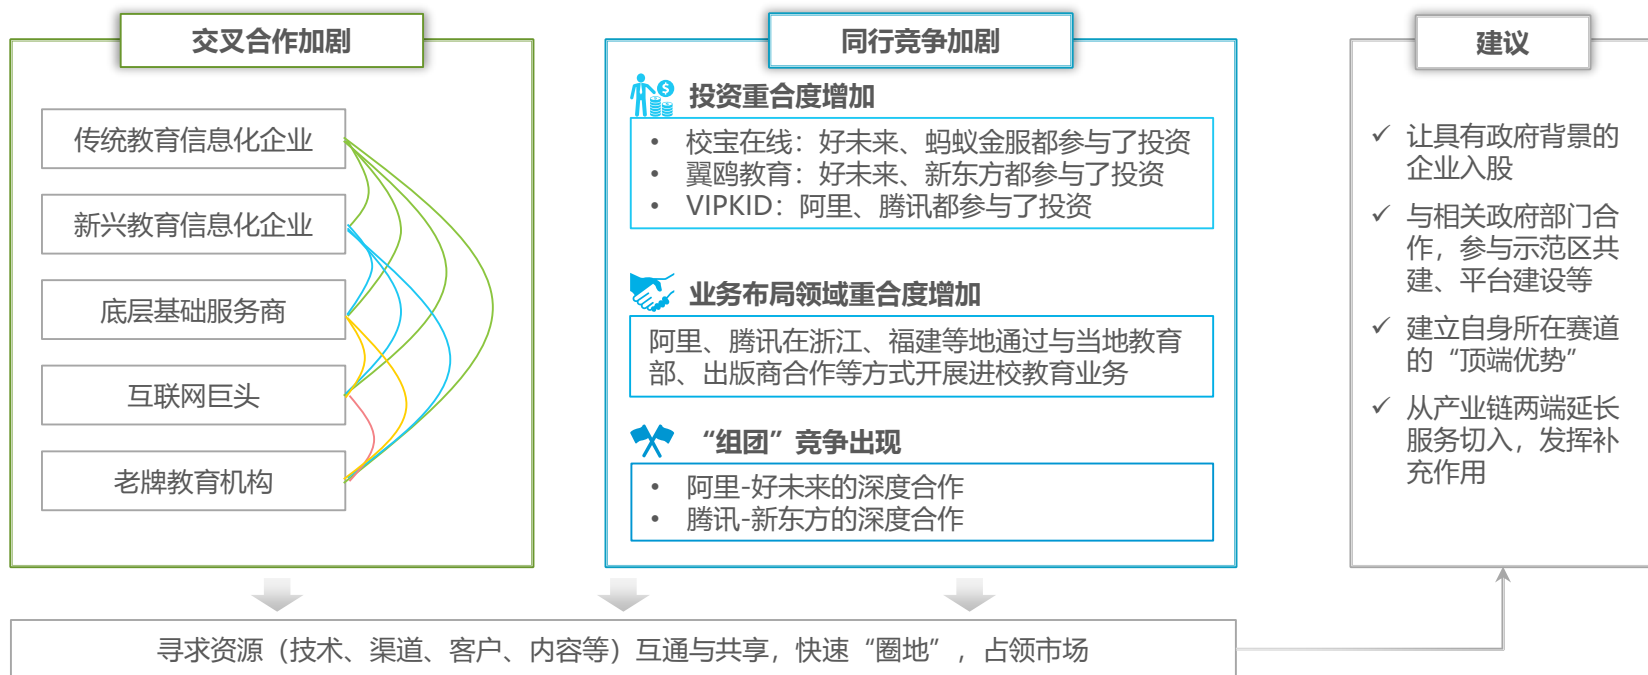 交叉合作加剧
传统教育信息化企业
新兴教育信息化企业
底层基础服务商
互联网巨头
老牌教育机构
同行竞争加剧
投资重合度增加
• 校宝在线：好未来、蚂蚁金服都参与了投资
• 翼鸥教育：好未来、新东方都参与了投资
• VIPKID：阿里、腾讯都参与了投资
业务布局领域重合度增加
阿里、腾讯在浙江、福建等地通过与当地教育
部、出版商合作等方式开展进校教育业务
“组团”竞争出现
• 阿里-好未来的深度合作
• 腾讯-新东方的深度合作
建议
✓ 让具有政府背景的
企业入股
✓ 与相关政府部门合
作，参与示范区共
建、平台建设等
✓ 建立自身所在赛道
的“顶端优势”
✓ 从产业链两端延长
服务切入，发挥补
充作用
寻求资源（技术、渠道、客户、内容等）互通与共享，快速“圈地”，占领市场